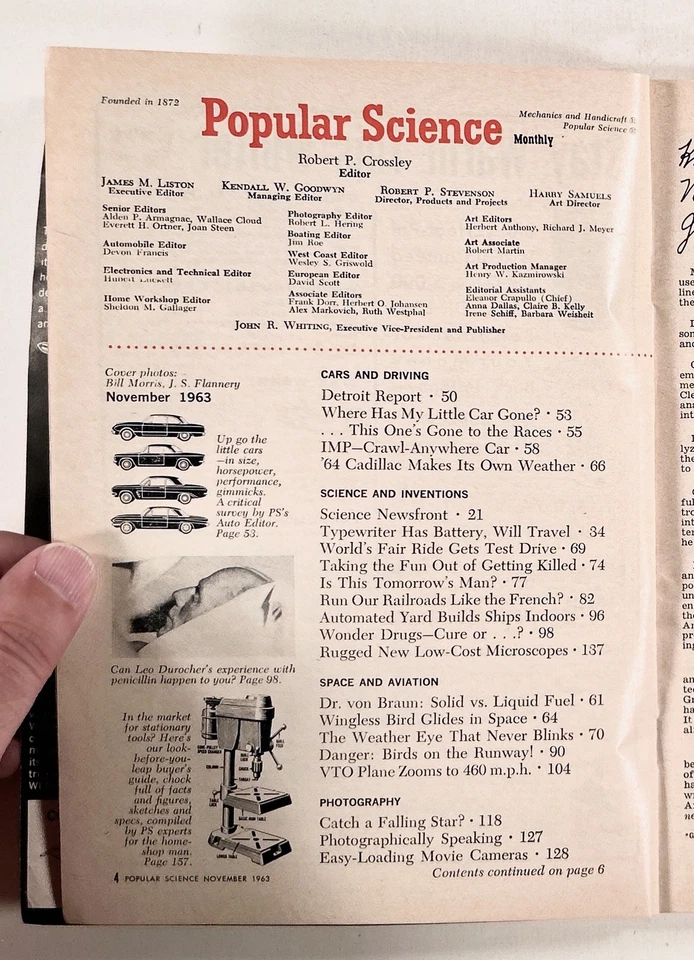 Founded in 1872
Popular Science Monthly
Mechanics and Handicraft
Popular Science
Robert P. Crossley
Editor
JAMES M. LISTON
Executive Editor
KENDALL W. GOODWYN
Managing Editor
ROBERT P. STEVENSON
Director, Products and Projects
HARRY SAMUELS
Art Director
Senior Editors
Alden P. Armagnac, Wallace Cloud
Everett H. Ortner, Joan Steen
Automobile Editor
Devon Francis
Electronics and Technical Editor
Home Workshop Editor
Sheldon M. Gallager
Photography Editor
Robert L. Hering
Boating Editor
Jim Roe
West Coast Editor
Wesley S. Griswold
European Editor
David Scott
Associate Editors
Frank Dorr, Herbert O. Johansen
Alex Markovich, Ruth Westphal
Art Editors
Herbert Anthony, Richard J. Meyer
Art Associate
Robert Martin
Art Production Manager
Henry W. Kazmirowski
Editorial Assistants
Eleanor Crapullo (Chief)
Anna Dallas, Claire B. Kelly
Irene Schiff, Barbara Weisheit
JOHN R. WHITING, Executive Vice-President and Publisher
Cover photos:
Bill Morris, J. S. Flannery
November 1963
Up go the
little cars
—in size,
horsepower,
performance,
gimmicks.
A critical
survey by PS's
Auto Editor.
Page 53.
Can Leo Durocher's experience with
penicillin happen to you? Page 98.
In the market
for stationary
tools? Here's
our look-
before-you-
leap buyer's
guide, chock
full of facts
and figures,
sketches and
specs, compiled
by PS experts
for the home-
shop man.
Page 157.
CARS AND DRIVING
Detroit Report · 50
Where Has My Little Car Gone? · 53
. . . This One's Gone to the Races · 55
IMP—Crawl-Anywhere Car · 58
'64 Cadillac Makes Its Own Weather · 66
SCIENCE AND INVENTIONS
Science Newsfront · 21
Typewriter Has Battery, Will Travel · 34
World's Fair Ride Gets Test Drive · 69
Taking the Fun Out of Getting Killed · 74
Is This Tomorrow's Man? · 77
Run Our Railroads Like the French? · 82
Automated Yard Builds Ships Indoors · 96
Wonder Drugs—Cure or . . .? · 98
Rugged New Low-Cost Microscopes · 137
SPACE AND AVIATION
Dr. von Braun: Solid vs. Liquid Fuel · 61
Wingless Bird Glides in Space · 64
The Weather Eye That Never Blinks · 70
Danger: Birds on the Runway! · 90
VTO Plane Zooms to 460 m.p.h. · 104
PHOTOGRAPHY
Catch a Falling Star? · 118
Photographically Speaking · 127
Easy-Loading Movie Cameras · 128
Contents continued on page 6
4 POPULAR SCIENCE NOVEMBER 1963